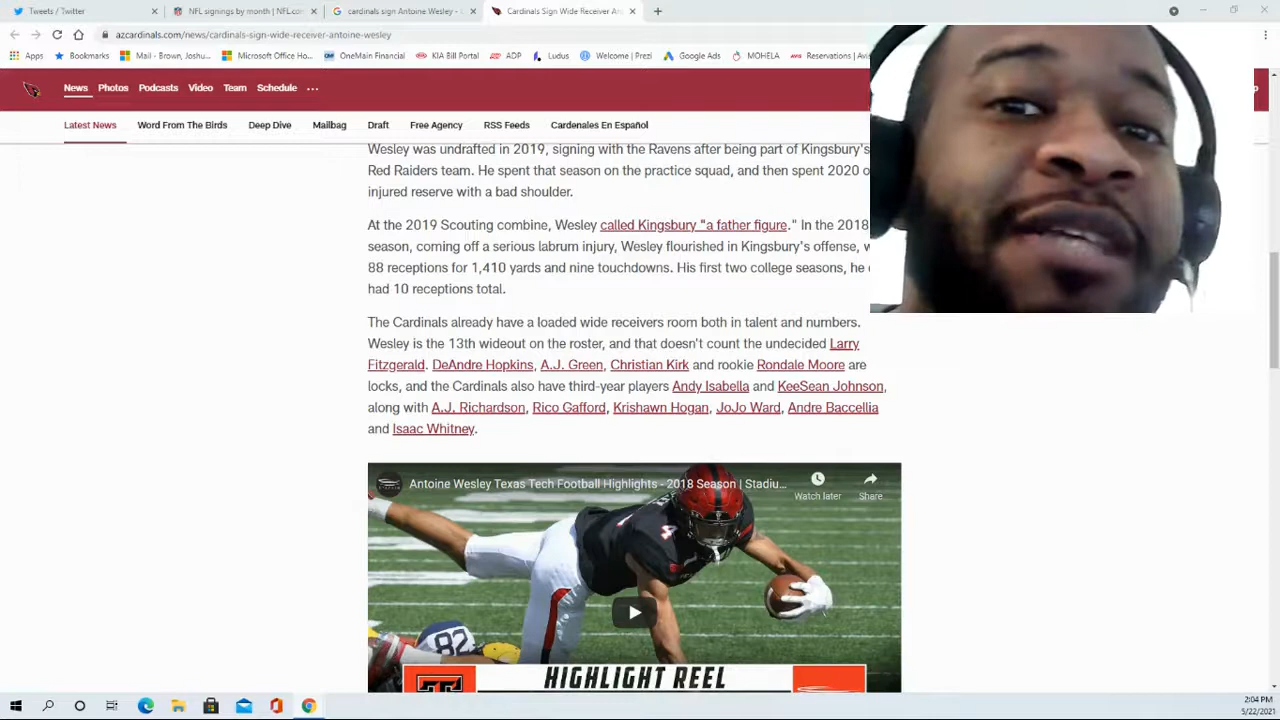 Tweets / Twitter
NFL signings by month | NFL.com
cardinals sign Antoine Wesley -
Cardinals Sign Wide Receiver An
azcardinals.com/news/cardinals-sign-wide-receiver-antoine-wesley
Apps Bookmarks Mail - Brown, Joshu... Microsoft Office Ho... OneMain Financial KIA Bill Portal ADP Ludus Welcome | Prezi Google Ads MOHELA Reservations | Avi
News Photos Podcasts Video Team Schedule ...
Latest News Word From The Birds Deep Dive Mailbag Draft Free Agency RSS Feeds Cardenales En Español
Wesley was undrafted in 2019, signing with the Ravens after being part of Kingsbury's
Red Raiders team. He spent that season on the practice squad, and then spent 2020 o
injured reserve with a bad shoulder.
At the 2019 Scouting combine, Wesley called Kingsbury "a father figure." In the 2018
season, coming off a serious labrum injury, Wesley flourished in Kingsbury's offense, w
88 receptions for 1,410 yards and nine touchdowns. His first two college seasons, he
had 10 receptions total.
The Cardinals already have a loaded wide receivers room both in talent and numbers.
Wesley is the 13th wideout on the roster, and that doesn't count the undecided Larry
Fitzgerald. DeAndre Hopkins, A.J. Green, Christian Kirk and rookie Rondale Moore are
locks, and the Cardinals also have third-year players Andy Isabella and KeeSean Johnson,
along with A.J. Richardson, Rico Gafford, Krishawn Hogan, JoJo Ward, Andre Baccellia
and Isaac Whitney.
Antoine Wesley Texas Tech Football Highlights - 2018 Season | Stadiu...
Watch later
Share
4
82
HIGHLIGHT REEL
2:04 PM
5/22/2021